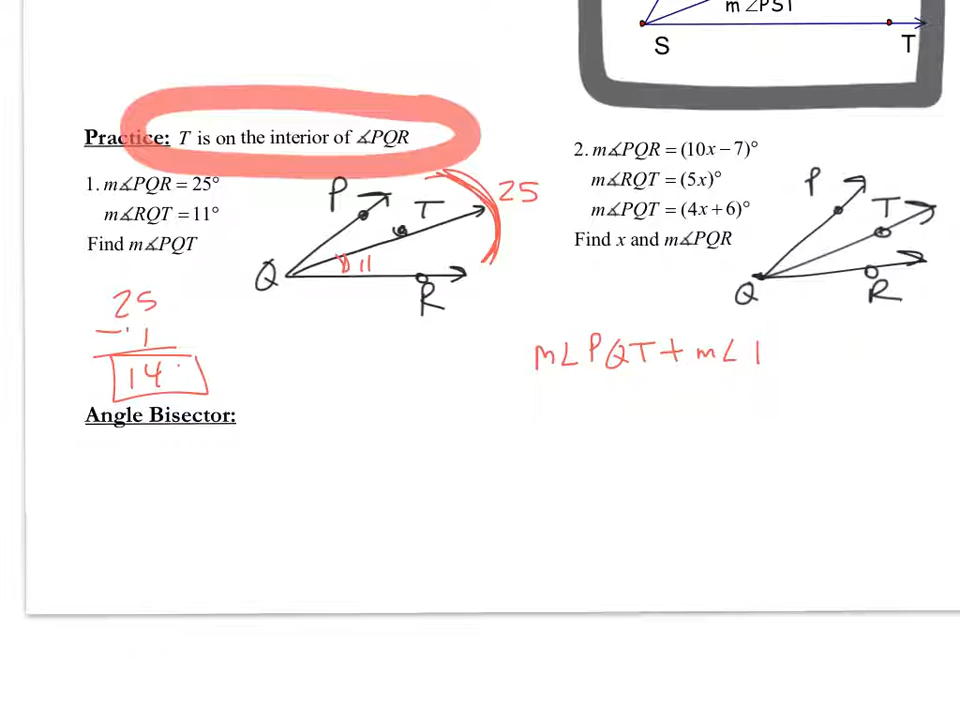 m∠PST
S
T
Practice: T is on the interior of ∡PQR
1. m∡PQR = 25°
m∡RQT = 11°
Find m∡PQT
P
T
25
Q
11
R
25
- 1
14
2. m∡PQR = (10x − 7)°
m∡RQT = (5x)°
m∡PQT = (4x + 6)°
Find x and m∡PQR
P
T
Q
R
m∠PQT + m∠
Angle Bisector: